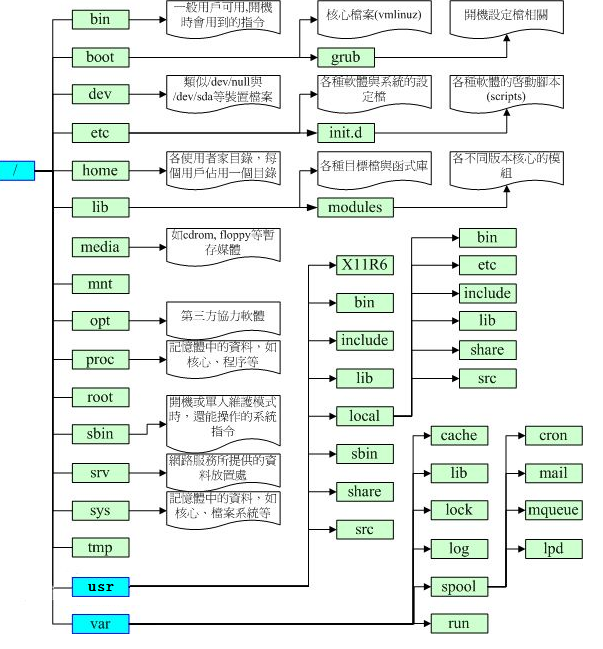 /
bin
一般用戶可用,開機
時會用到的指令
核心檔案(vmlinuz)
開機設定檔相關
boot
grub
dev
類似/dev/null與
/dev/sda等裝置檔案
各種軟體與系統的設
定檔
各種軟體的啓動腳本
(scripts)
etc
init.d
home
各使用者家目錄，每
個用戶佔用一個目錄
各種目標檔與函式庫
各不同版本核心的模
組
lib
modules
media
如cdrom, floppy等暫
存媒體
mnt
opt
第三方協力軟體
proc
記憶體中的資料，如
核心、程序等
root
sbin
開機或單人維護模式
時，還能操作的系統
指令
srv
網路服務所提供的資
料放置處
sys
記憶體中的資料，如
核心、檔案系統等
tmp
usr
X11R6
bin
include
lib
local
bin
etc
include
lib
share
src
sbin
share
src
var
cache
lib
lock
log
spool
cron
mail
mqueue
lpd
run